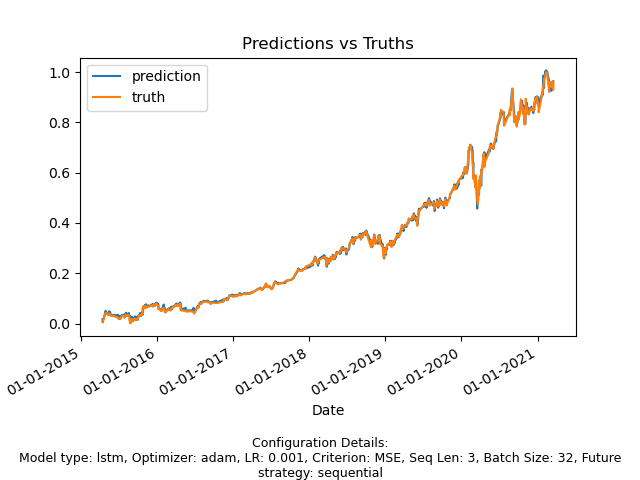 Predictions vs Truths
prediction
truth
1.0
0.8
0.6
0.4
0.2
0.0
01-01-2015
01-01-2016
01-01-2017
01-01-2018
01-01-2019
01-01-2020
01-01-2021
Date
Configuration Details:
Model type: lstm, Optimizer: adam, LR: 0.001, Criterion: MSE, Seq Len: 3, Batch Size: 32, Future
strategy: sequential